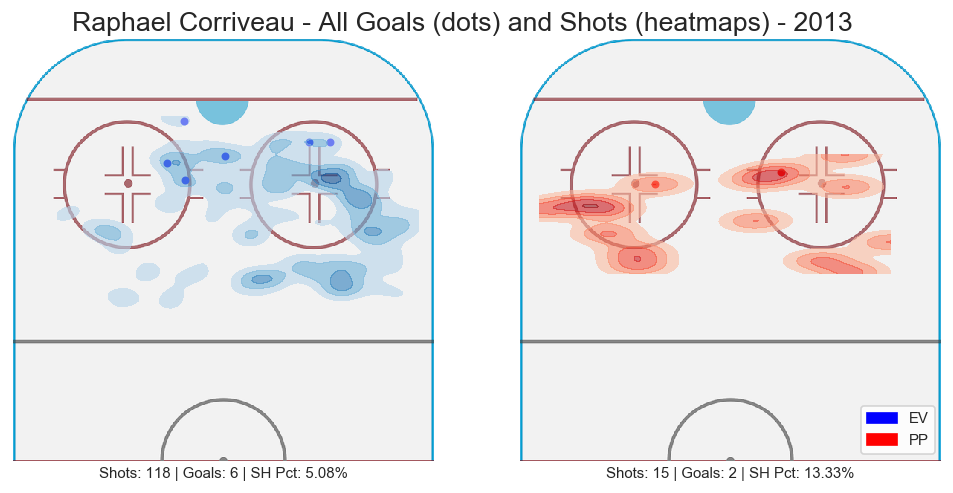 Raphael Corriveau - All Goals (dots) and Shots (heatmaps) - 2013
EV
PP
Shots: 118 | Goals: 6 | SH Pct: 5.08%
Shots: 15 | Goals: 2 | SH Pct: 13.33%